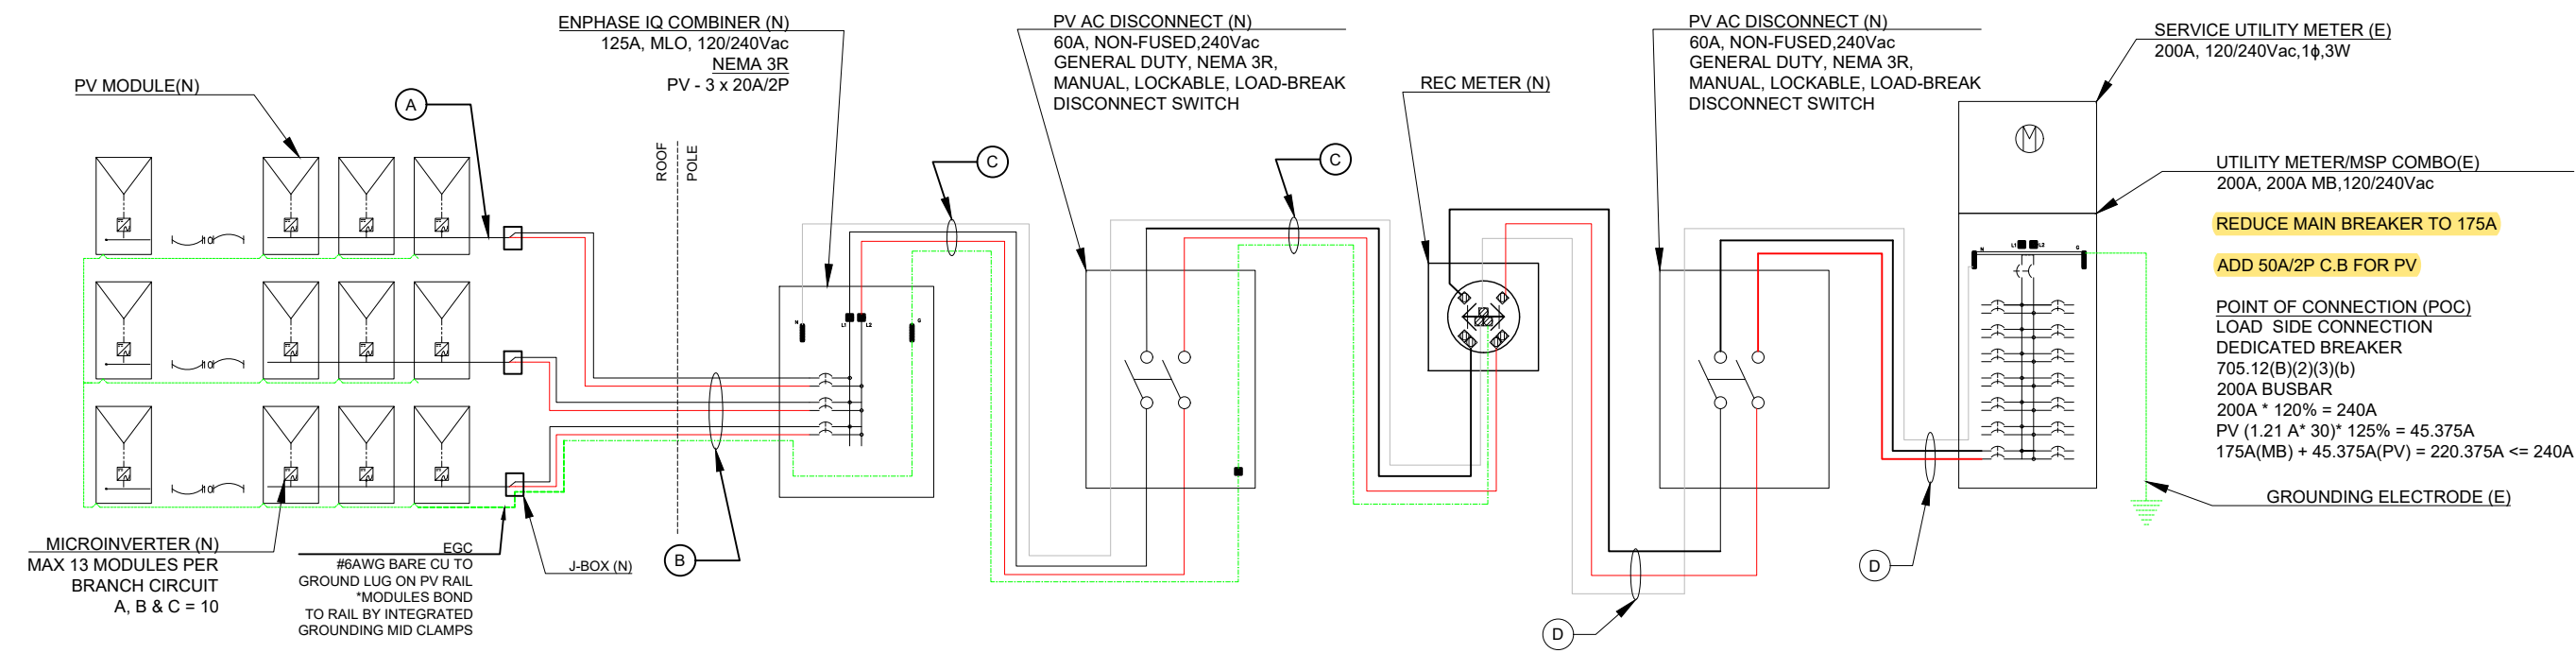 ENPHASE IQ COMBINER (N)
125A, MLO, 120/240Vac
NEMA 3R
PV - 3 x 20A/2P
PV AC DISCONNECT (N)
60A, NON-FUSED,240Vac
GENERAL DUTY, NEMA 3R,
MANUAL, LOCKABLE, LOAD-BREAK
DISCONNECT SWITCH
REC METER (N)
PV AC DISCONNECT (N)
60A, NON-FUSED,240Vac
GENERAL DUTY, NEMA 3R,
MANUAL, LOCKABLE, LOAD-BREAK
DISCONNECT SWITCH
SERVICE UTILITY METER (E)
200A, 120/240Vac,1ϕ,3W
PV MODULE(N)
A
ROOF
POLE
C
C
M
UTILITY METER/MSP COMBO(E)
200A, 200A MB,120/240Vac
REDUCE MAIN BREAKER TO 175A
ADD 50A/2P C.B FOR PV
POINT OF CONNECTION (POC)
LOAD SIDE CONNECTION
DEDICATED BREAKER
705.12(B)(2)(3)(b)
200A BUSBAR
200A * 120% = 240A
PV (1.21 A* 30)* 125% = 45.375A
175A(MB) + 45.375A(PV) = 220.375A <= 240A
GROUNDING ELECTRODE (E)
N
L1
L2
G
N
L1
L2
G
10
10
10
MICROINVERTER (N)
MAX 13 MODULES PER
BRANCH CIRCUIT
A, B & C = 10
EGC
#6AWG BARE CU TO
GROUND LUG ON PV RAIL
*MODULES BOND
TO RAIL BY INTEGRATED
GROUNDING MID CLAMPS
J-BOX (N)
B
D
D